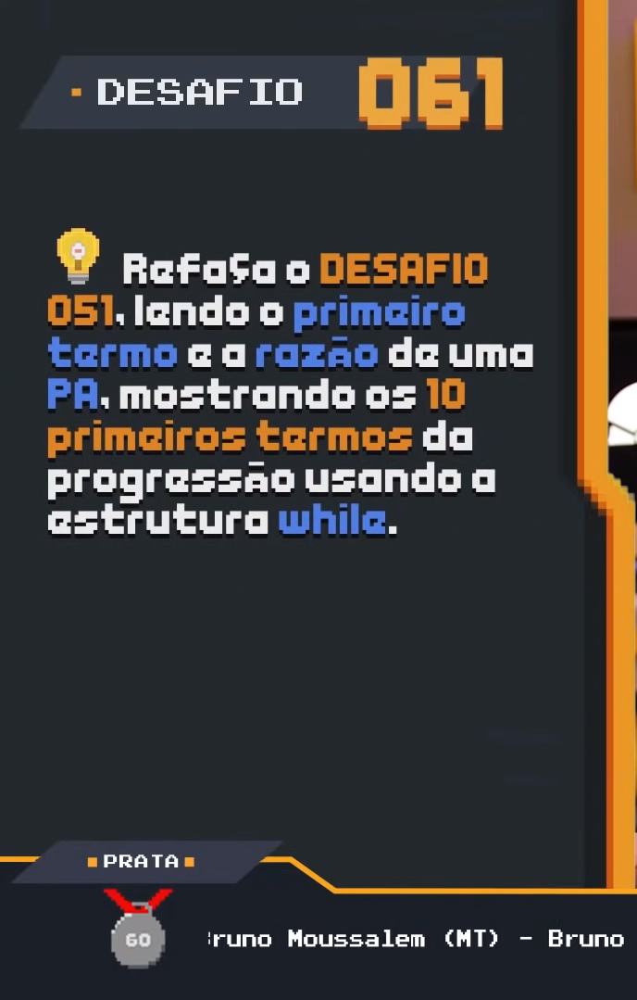 DESAFIO 061
Refaça o DESAFIO
051, lendo o primeiro
termo e a razão de uma
PA, mostrando os 10
primeiros termos da
progressão usando a
estrutura while.
PRATA
60
runo Moussalem (MT) - Bruno